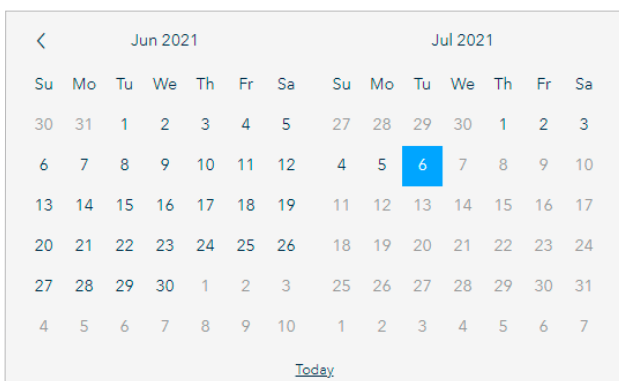 Jun 2021 Jul 2021
Su Mo Tu We Th Fr Sa Su Mo Tu We Th Fr Sa
30 31 1 2 3 4 5 27 28 29 30 1 2 3
6 7 8 9 10 11 12 4 5 6 7 8 9 10
13 14 15 16 17 18 19 11 12 13 14 15 16 17
20 21 22 23 24 25 26 18 19 20 21 22 23 24
27 28 29 30 1 2 3 25 26 27 28 29 30 31
4 5 6 7 8 9 10 1 2 3 4 5 6 7
Today